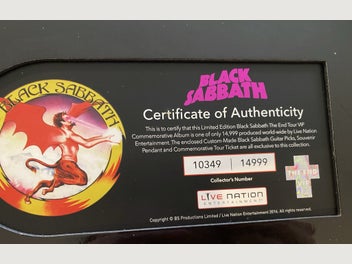 BLACK SABBATH
BLACK
SABBATH
Certificate of Authenticity
This is to certify that this Limited Edition Black Sabbath The End Tour VIP
Commemorative Album is one of only 14,999 produced world-wide by Live Nation
Entertainment. The enclosed Custom Made Black Sabbath Guitar Picks, Souvenir
Pendant and Commemorative Tour Ticket are all exclusive to this collection.
10349 | 14999
Collector's Number
LIVE NATION
ENTERTAINMENT
THE END
VIP
Copyright © BS Productions Limited / Live Nation Entertainment 2016. All rights reserved.